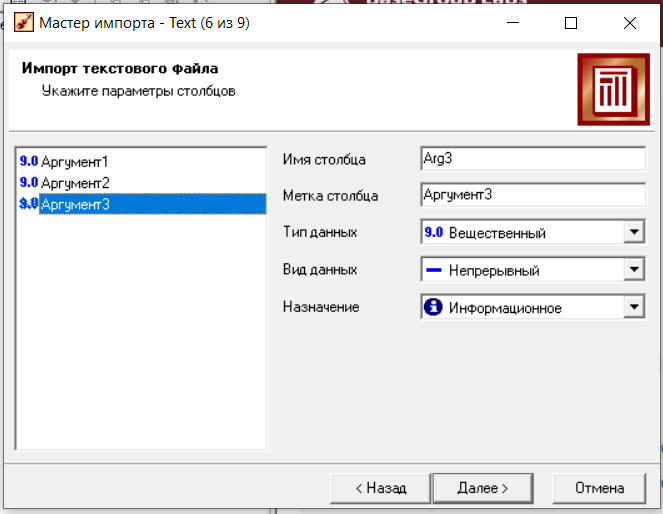 BaseGroup Labs
Мастер импорта - Text (6 из 9)
Импорт текстового файла
Укажите параметры столбцов
9.0 Аргумент1
9.0 Аргумент2
9.0 Аргумент3
Имя столбца Arg3
Метка столбца Аргумент3
Тип данных 9.0 Вещественный
Вид данных Непрерывный
Назначение Информационное
< Назад Далее > Отмена